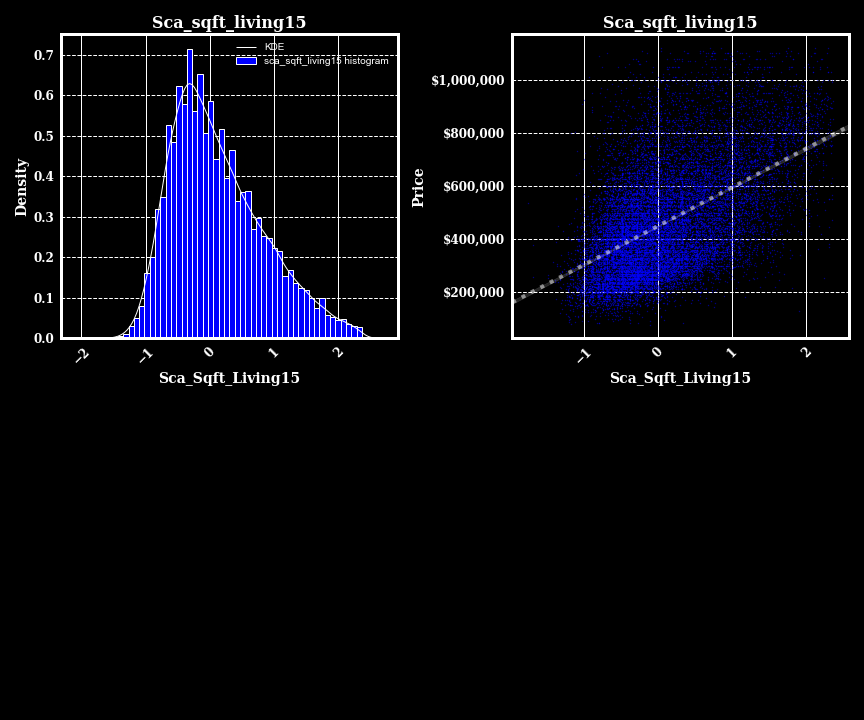 Sca_sqft_living15
KDE
sca_sqft_living15 histogram
0.7
0.6
0.5
0.4
0.3
0.2
0.1
0.0
Density
−2
−1
0
1
2
Sca_Sqft_Living15
Sca_sqft_living15
$1,000,000
$800,000
$600,000
$400,000
$200,000
Price
−1
0
1
2
Sca_Sqft_Living15